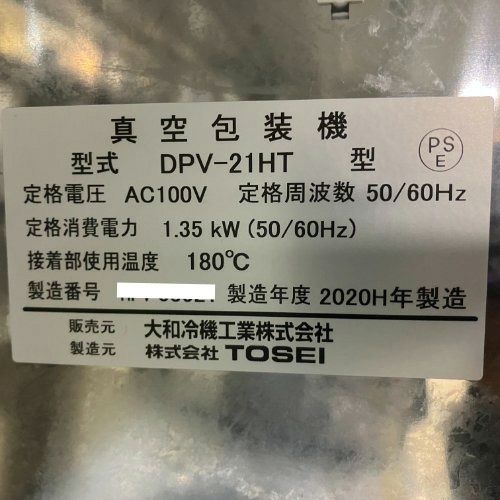 真空包装機
型式 DPV-21HT 型
PS
E
定格電圧 AC100V 定格周波数 50/60Hz
定格消費電力 1.35 kW (50/60Hz)
接着部使用温度 180℃
製造番号 製造年度 2020H年製造
販売元 大和冷機工業株式会社
製造元 株式会社 TOSEI